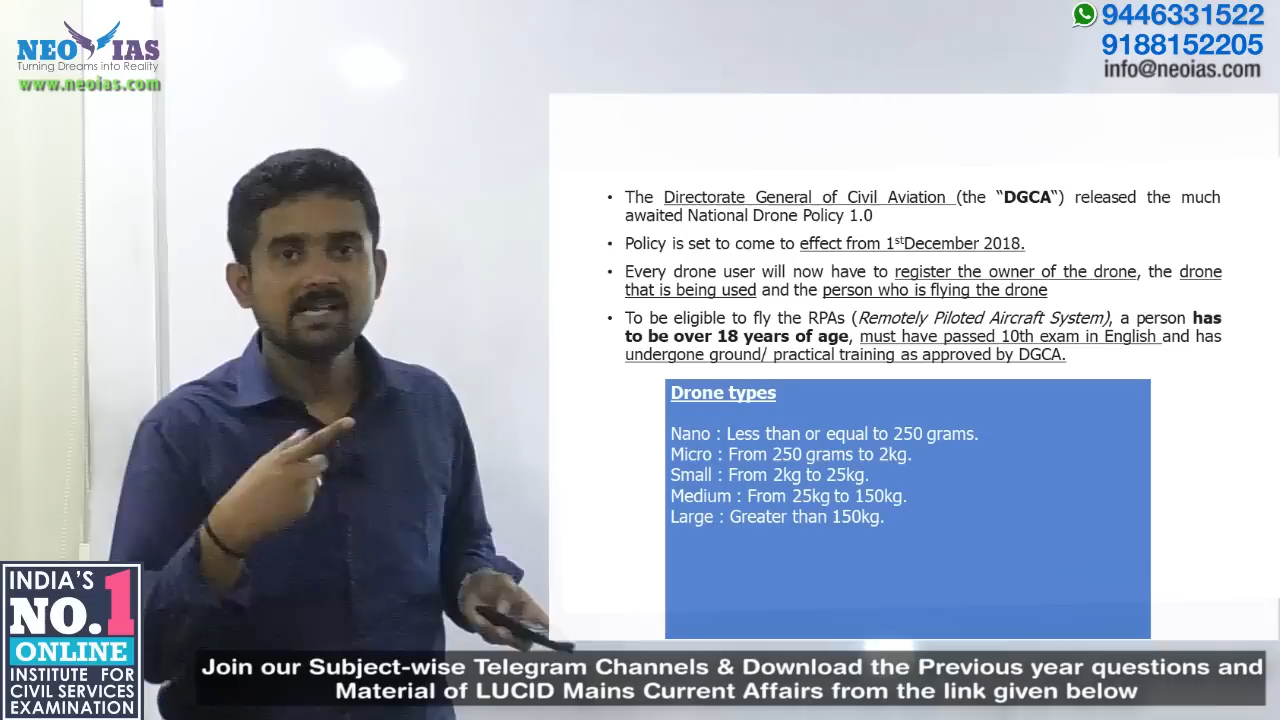 NEO IAS
Turning Dreams into Reality
www.neoias.com
9446331522
9188152205
info@neoias.com
• The Directorate General of Civil Aviation (the “DGCA“) released the much
awaited National Drone Policy 1.0
• Policy is set to come to effect from 1stDecember 2018.
• Every drone user will now have to register the owner of the drone, the drone
that is being used and the person who is flying the drone
• To be eligible to fly the RPAs (Remotely Piloted Aircraft System), a person has
to be over 18 years of age, must have passed 10th exam in English and has
undergone ground/ practical training as approved by DGCA.
Drone types
Nano : Less than or equal to 250 grams.
Micro : From 250 grams to 2kg.
Small : From 2kg to 25kg.
Medium : From 25kg to 150kg.
Large : Greater than 150kg.
INDIA'S
NO.1
ONLINE
INSTITUTE FOR
CIVIL SERVICES
EXAMINATION
Join our Subject-wise Telegram Channels & Download the Previous year questions and
Material of LUCID Mains Current Affairs from the link given below